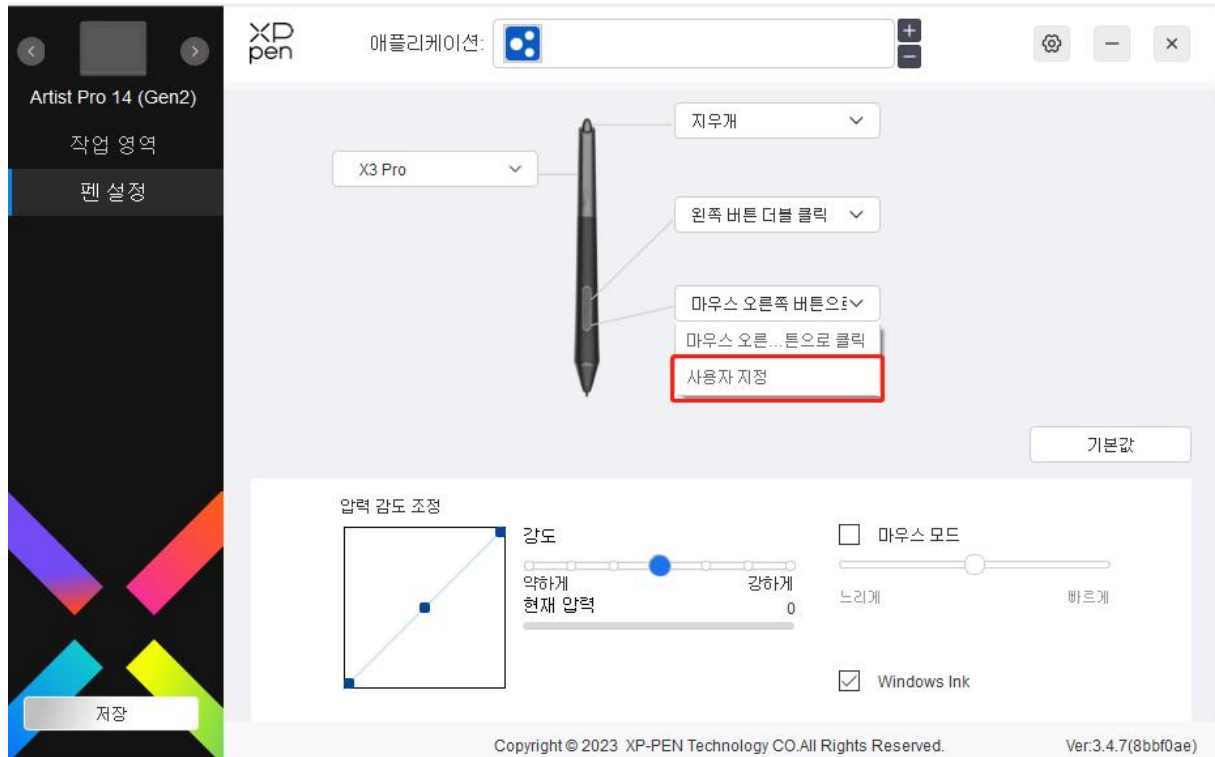 XP
pen
애플리케이션:
Artist Pro 14 (Gen2)
작업 영역
펜 설정
지우개
X3 Pro
왼쪽 버튼 더블 클릭
마우스 오른쪽 버튼으로
마우스 오른...튼으로 클릭
사용자 지정
기본값
압력 감도 조정
강도
약하게 강하게
현재 압력 0
마우스 모드
느리게 빠르게
Windows Ink
저장
Copyright © 2023 XP-PEN Technology CO.All Rights Reserved.
Ver:3.4.7(8bbf0ae)